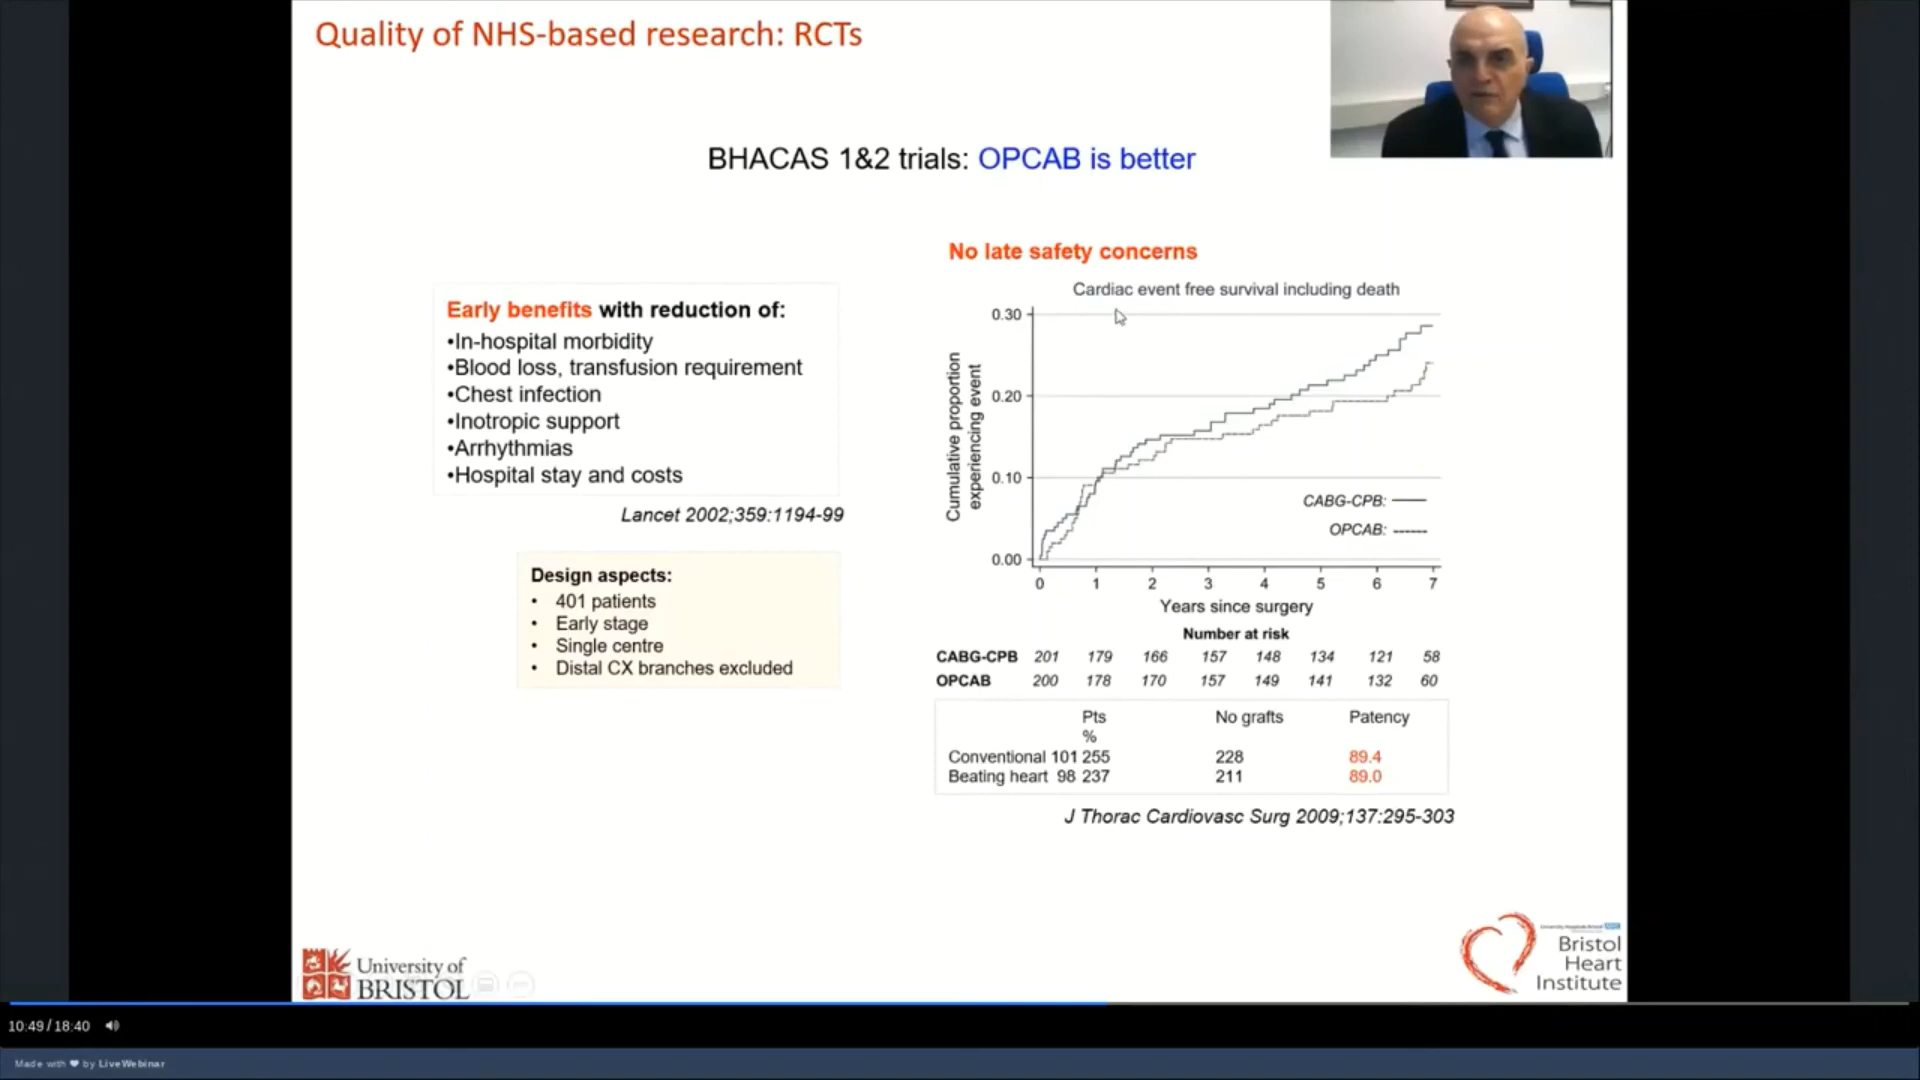 Quality of NHS-based research: RCTs
BHACAS 1&2 trials: OPCAB is better
Early benefits with reduction of:
•In-hospital morbidity
•Blood loss, transfusion requirement
•Chest infection
•Inotropic support
•Arrhythmias
•Hospital stay and costs
Lancet 2002;359:1194-99
Design aspects:
• 401 patients
• Early stage
• Single centre
• Distal CX branches excluded
No late safety concerns
Cardiac event free survival including death
Cumulative proportion
experiencing event
0.30
0.20
0.10
0.00
CABG-CPB:
OPCAB:
0 1 2 3 4 5 6 7
Years since surgery
Number at risk
CABG-CPB 201 179 166 157 148 134 121 58
OPCAB 200 178 170 157 149 141 132 60
Pts No grafts Patency
%
Conventional 101 255 228 89.4
Beating heart 98 237 211 89.0
J Thorac Cardiovasc Surg 2009;137:295-303
University of
BRISTOL
University Hospitals Bristol NHS
Bristol
Heart
Institute
10:49 / 18:40
Made with ❤ by LiveWebinar